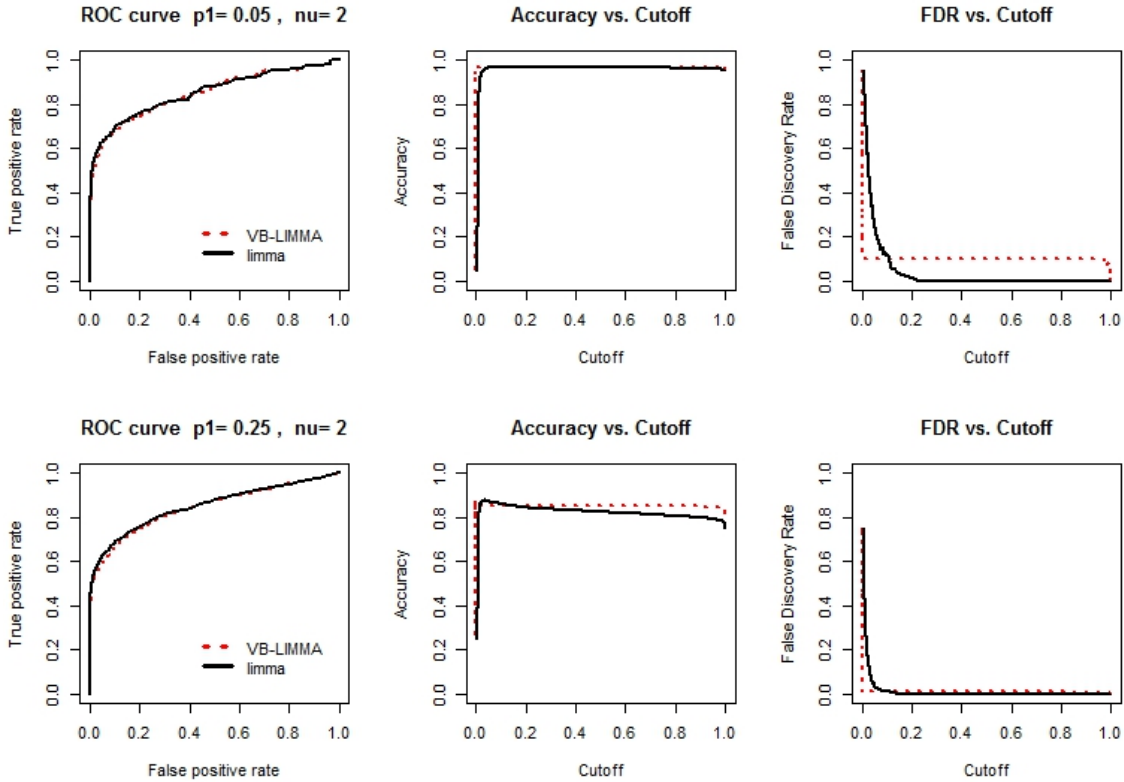 ROC curve p1= 0.05 , nu= 2
True positive rate
0.0 0.2 0.4 0.6 0.8 1.0
VB-LIMMA
limma
0.0 0.2 0.4 0.6 0.8 1.0
False positive rate
Accuracy vs. Cutoff
Accuracy
0.0 0.2 0.4 0.6 0.8 1.0
0.0 0.2 0.4 0.6 0.8 1.0
Cutoff
FDR vs. Cutoff
False Discovery Rate
0.0 0.2 0.4 0.6 0.8 1.0
0.0 0.2 0.4 0.6 0.8 1.0
Cutoff
ROC curve p1= 0.25 , nu= 2
True positive rate
0.0 0.2 0.4 0.6 0.8 1.0
VB-LIMMA
limma
0.0 0.2 0.4 0.6 0.8 1.0
False positive rate
Accuracy vs. Cutoff
Accuracy
0.0 0.2 0.4 0.6 0.8 1.0
0.0 0.2 0.4 0.6 0.8 1.0
Cutoff
FDR vs. Cutoff
False Discovery Rate
0.0 0.2 0.4 0.6 0.8 1.0
0.0 0.2 0.4 0.6 0.8 1.0
Cutoff